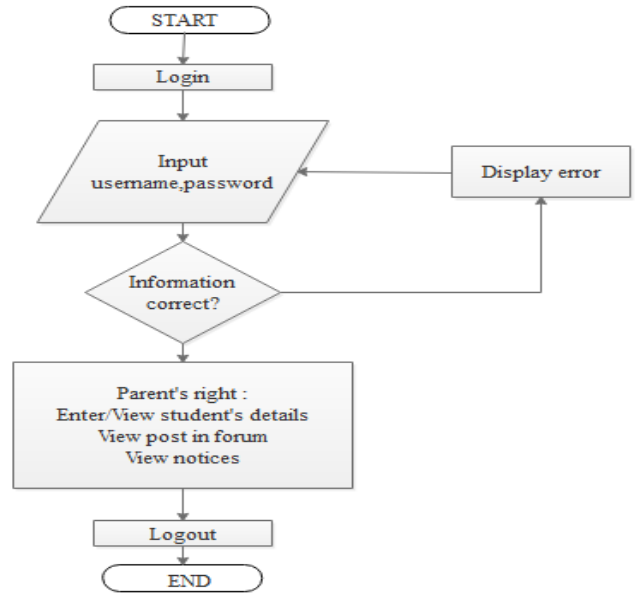 START
Login
Input
username,password
Display error
Information
correct?
Parent's right :
Enter/View student's details
View post in forum
View notices
Logout
END